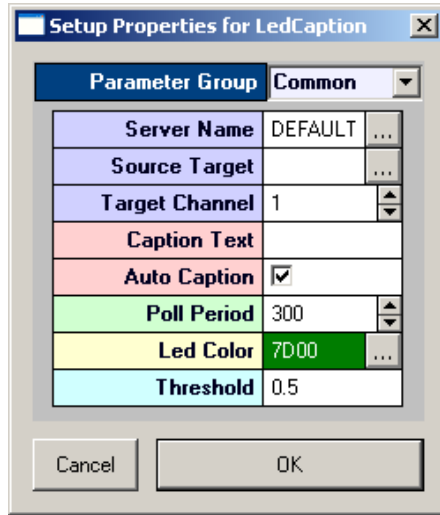 Setup Properties for LedCaption
Parameter Group Common
Server Name DEFAULT ...
Source Target ...
Target Channel 1
Caption Text
Auto Caption
Poll Period 300
Led Color 7D00 ...
Threshold 0.5
Cancel OK